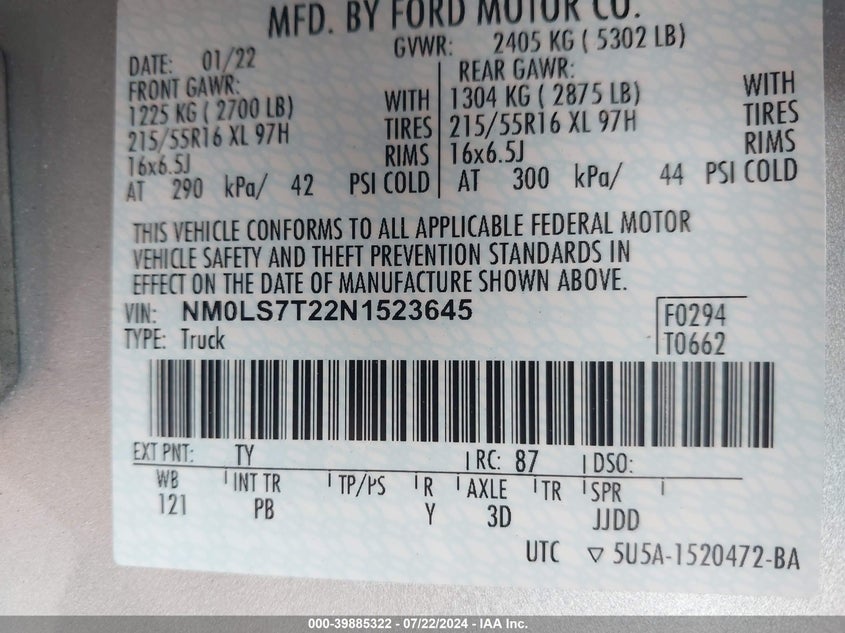 MFD. BY FORD MOTOR CO.
DATE: 01/22 GVWR: 2405 KG ( 5302 LB)
FRONT GAWR: REAR GAWR:
1225 KG ( 2700 LB) WITH 1304 KG ( 2875 LB) WITH
215/55R16 XL 97H TIRES 215/55R16 XL 97H TIRES
16x6.5J RIMS 16x6.5J RIMS
AT 290 kPa/ 42 PSI COLD AT 300 kPa/ 44 PSI COLD
THIS VEHICLE CONFORMS TO ALL APPLICABLE FEDERAL MOTOR
VEHICLE SAFETY AND THEFT PREVENTION STANDARDS IN
EFFECT ON THE DATE OF MANUFACTURE SHOWN ABOVE.
VIN: NM0LS7T22N1523645 F0294
TYPE: Truck T0662
EXT PNT: TY RC: 87 DSO:
WB INT TR TP/PS R AXLE TR SPR
121 PB Y 3D JJDD
UTC ▽ 5U5A-1520472-BA
000-39885322 - 07/22/2024 - IAA Inc.